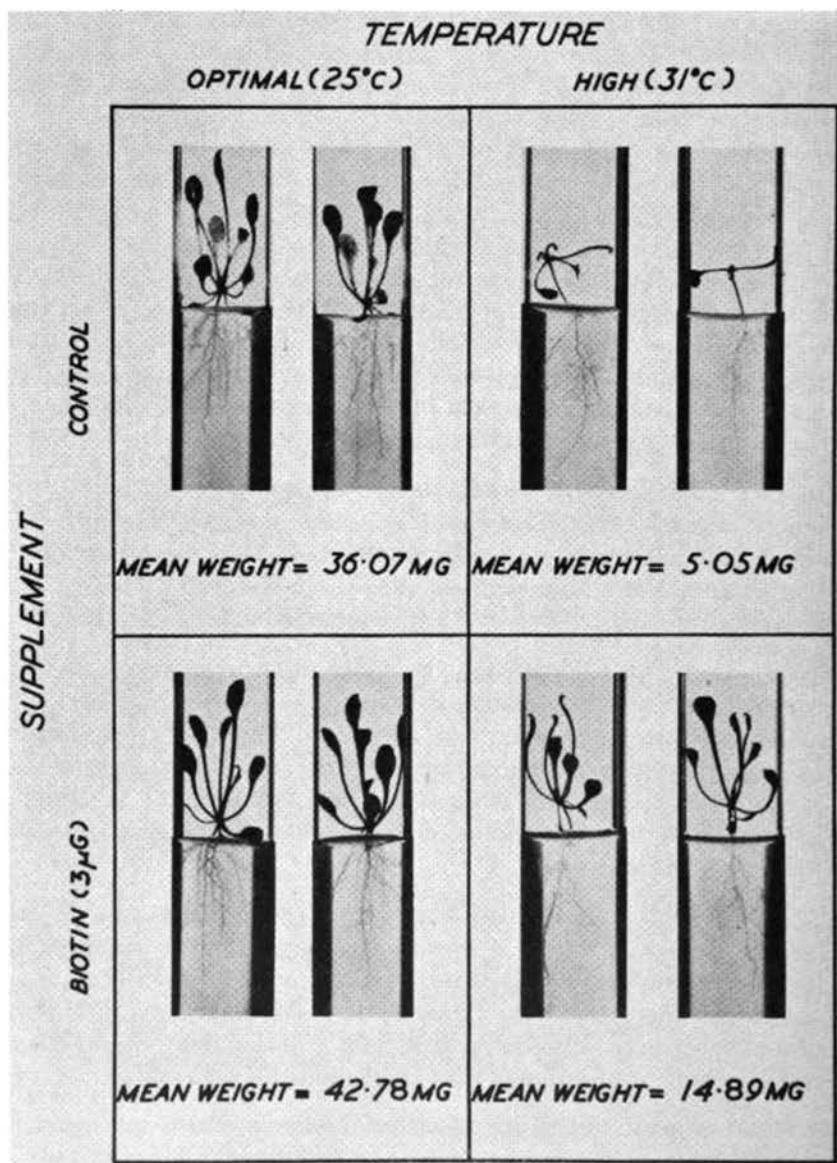 TEMPERATURE
OPTIMAL (25°C) HIGH (31°C)
SUPPLEMENT
CONTROL
MEAN WEIGHT= 36·07 MG MEAN WEIGHT= 5·05 MG
BIOTIN (3µG)
MEAN WEIGHT= 42·78 MG MEAN WEIGHT= 14·89 MG